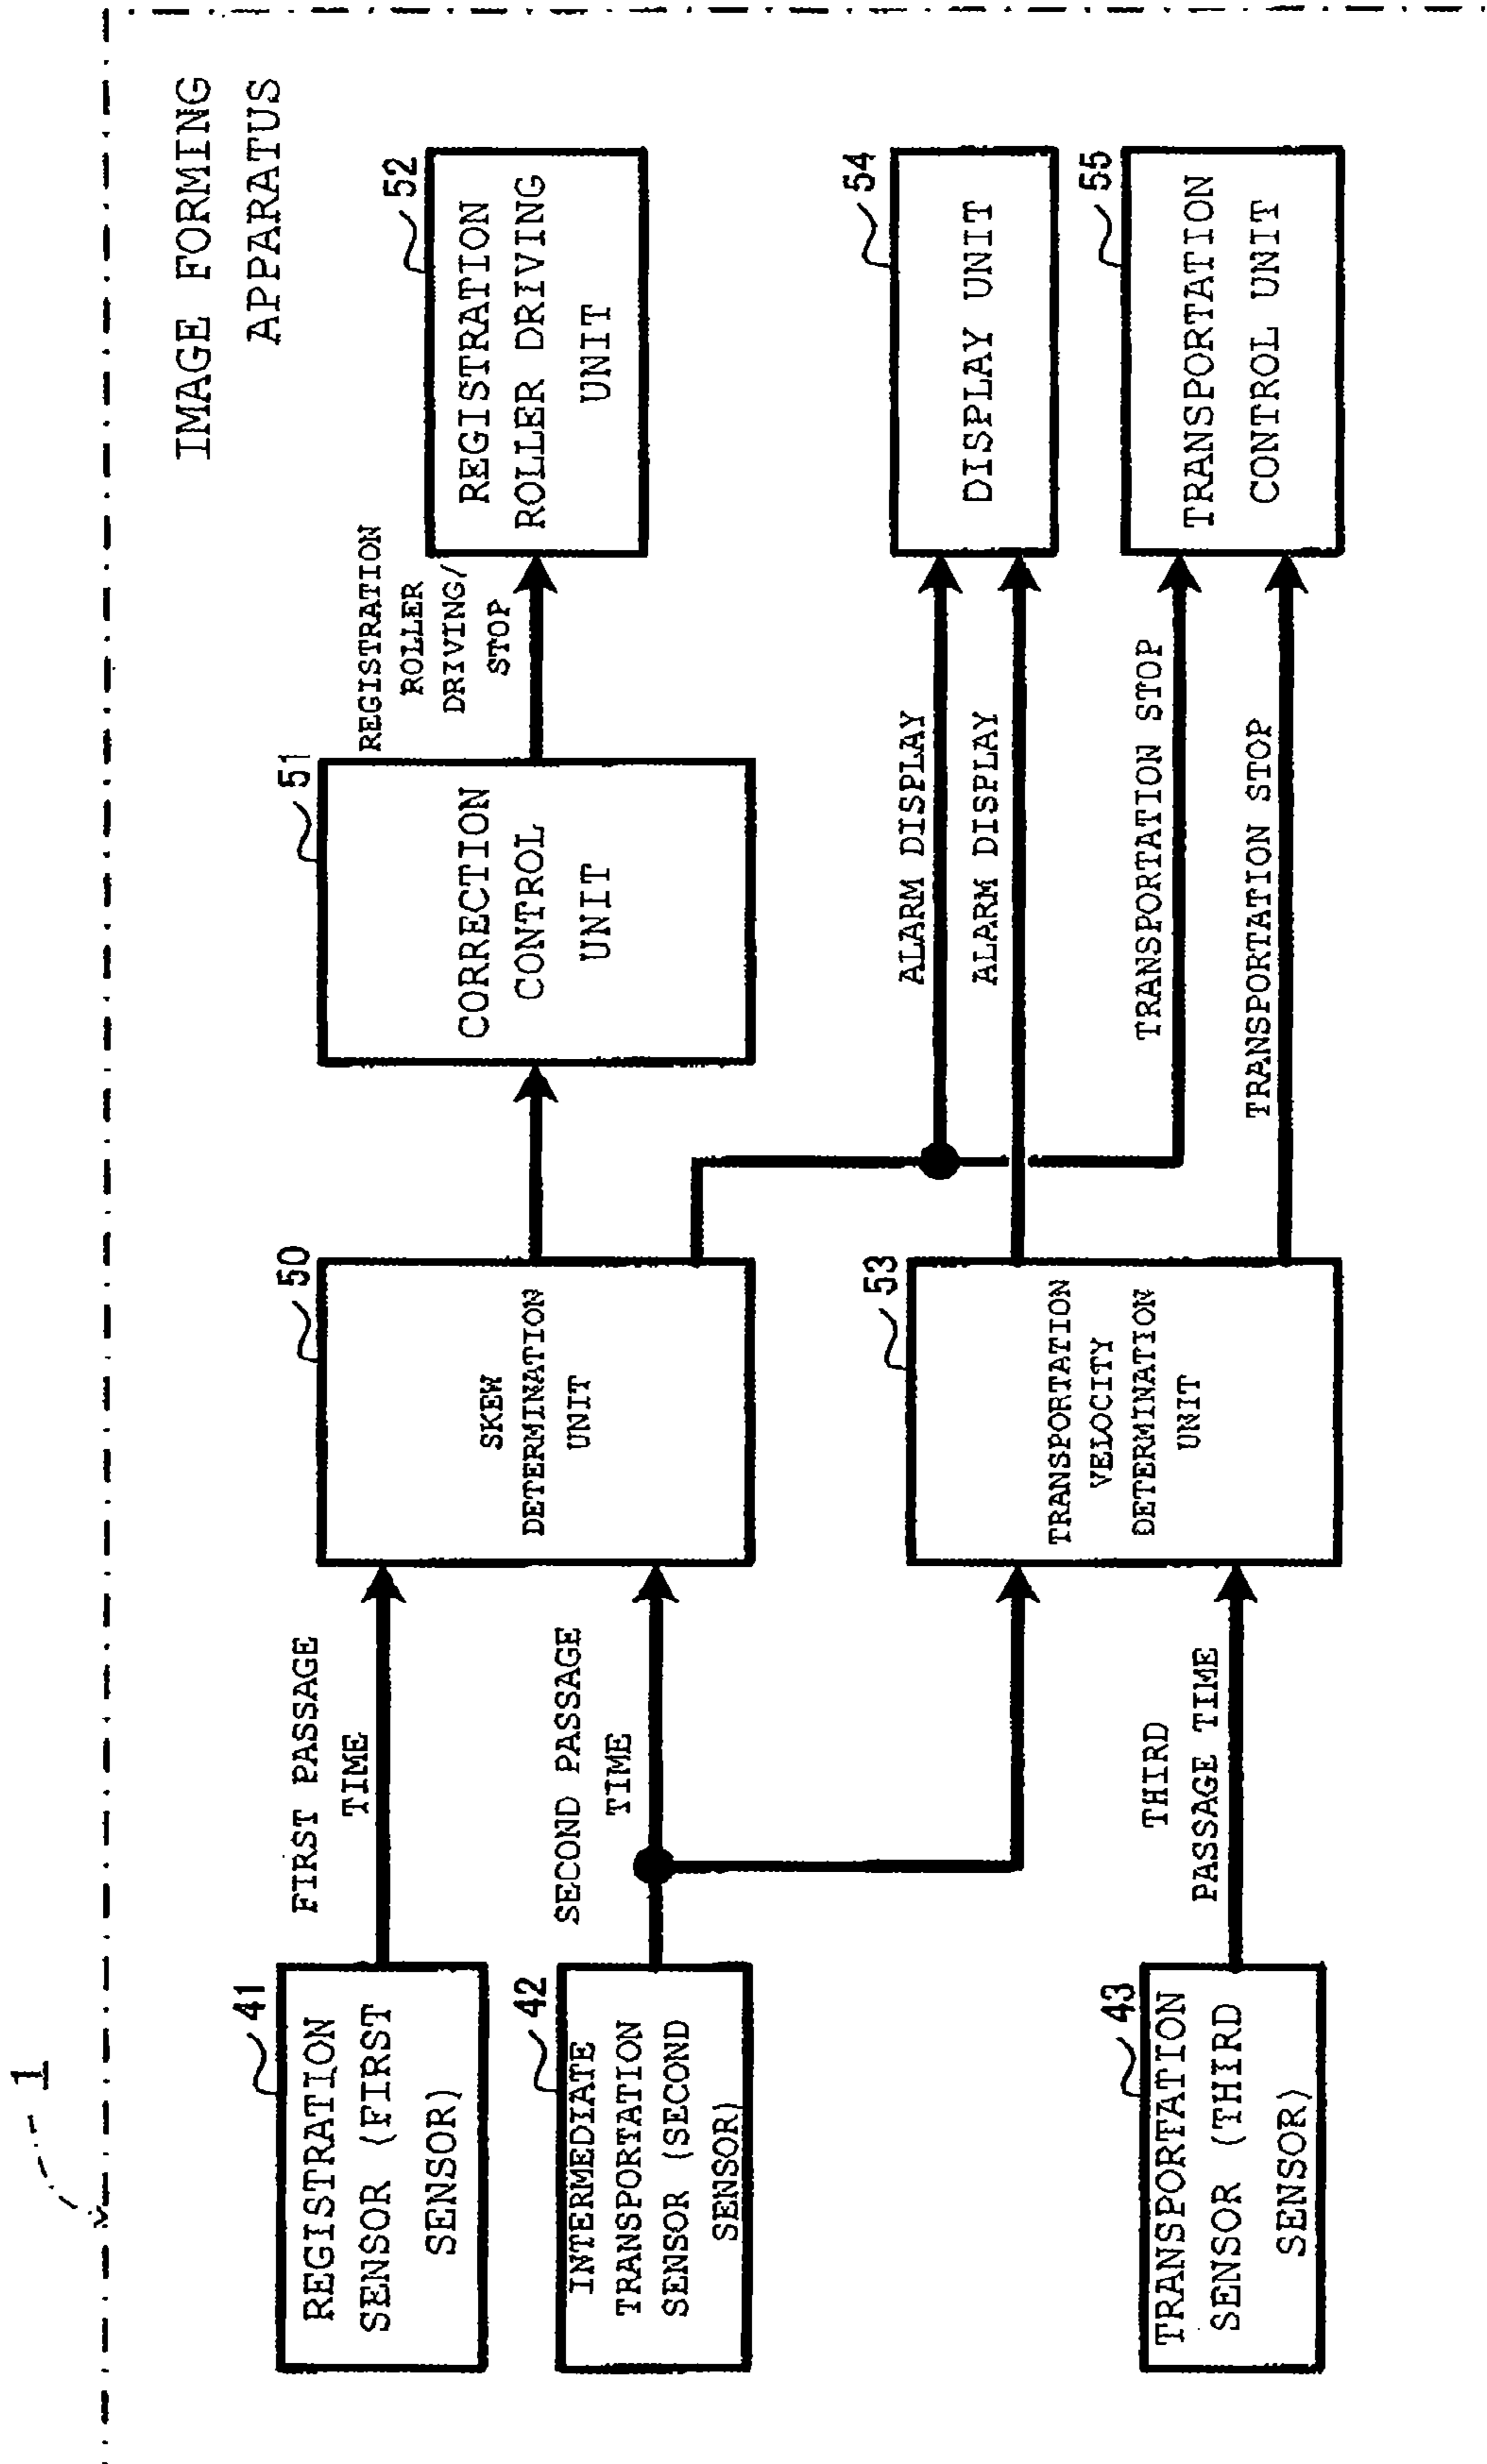 1
IMAGE FORMING
APPARATUS
41
REGISTRATION
SENSOR (FIRST
SENSOR)
FIRST PASSAGE
TIME
42
INTERMEDIATE
TRANSPORTATION
SENSOR (SECOND
SENSOR)
SECOND PASSAGE
TIME
50
SKEW
DETERMINATION
UNIT
51
CORRECTION
CONTROL
UNIT
REGISTRATION
ROLLER
DRIVING/
STOP
52
REGISTRATION
ROLLER DRIVING
UNIT
43
TRANSPORTATION
SENSOR (THIRD
SENSOR)
THIRD
PASSAGE TIME
53
TRANSPORTATION
VELOCITY
DETERMINATION
UNIT
ALARM DISPLAY
ALARM DISPLAY
54
DISPLAY UNIT
TRANSPORTATION STOP
TRANSPORTATION STOP
55
TRANSPORTATION
CONTROL UNIT